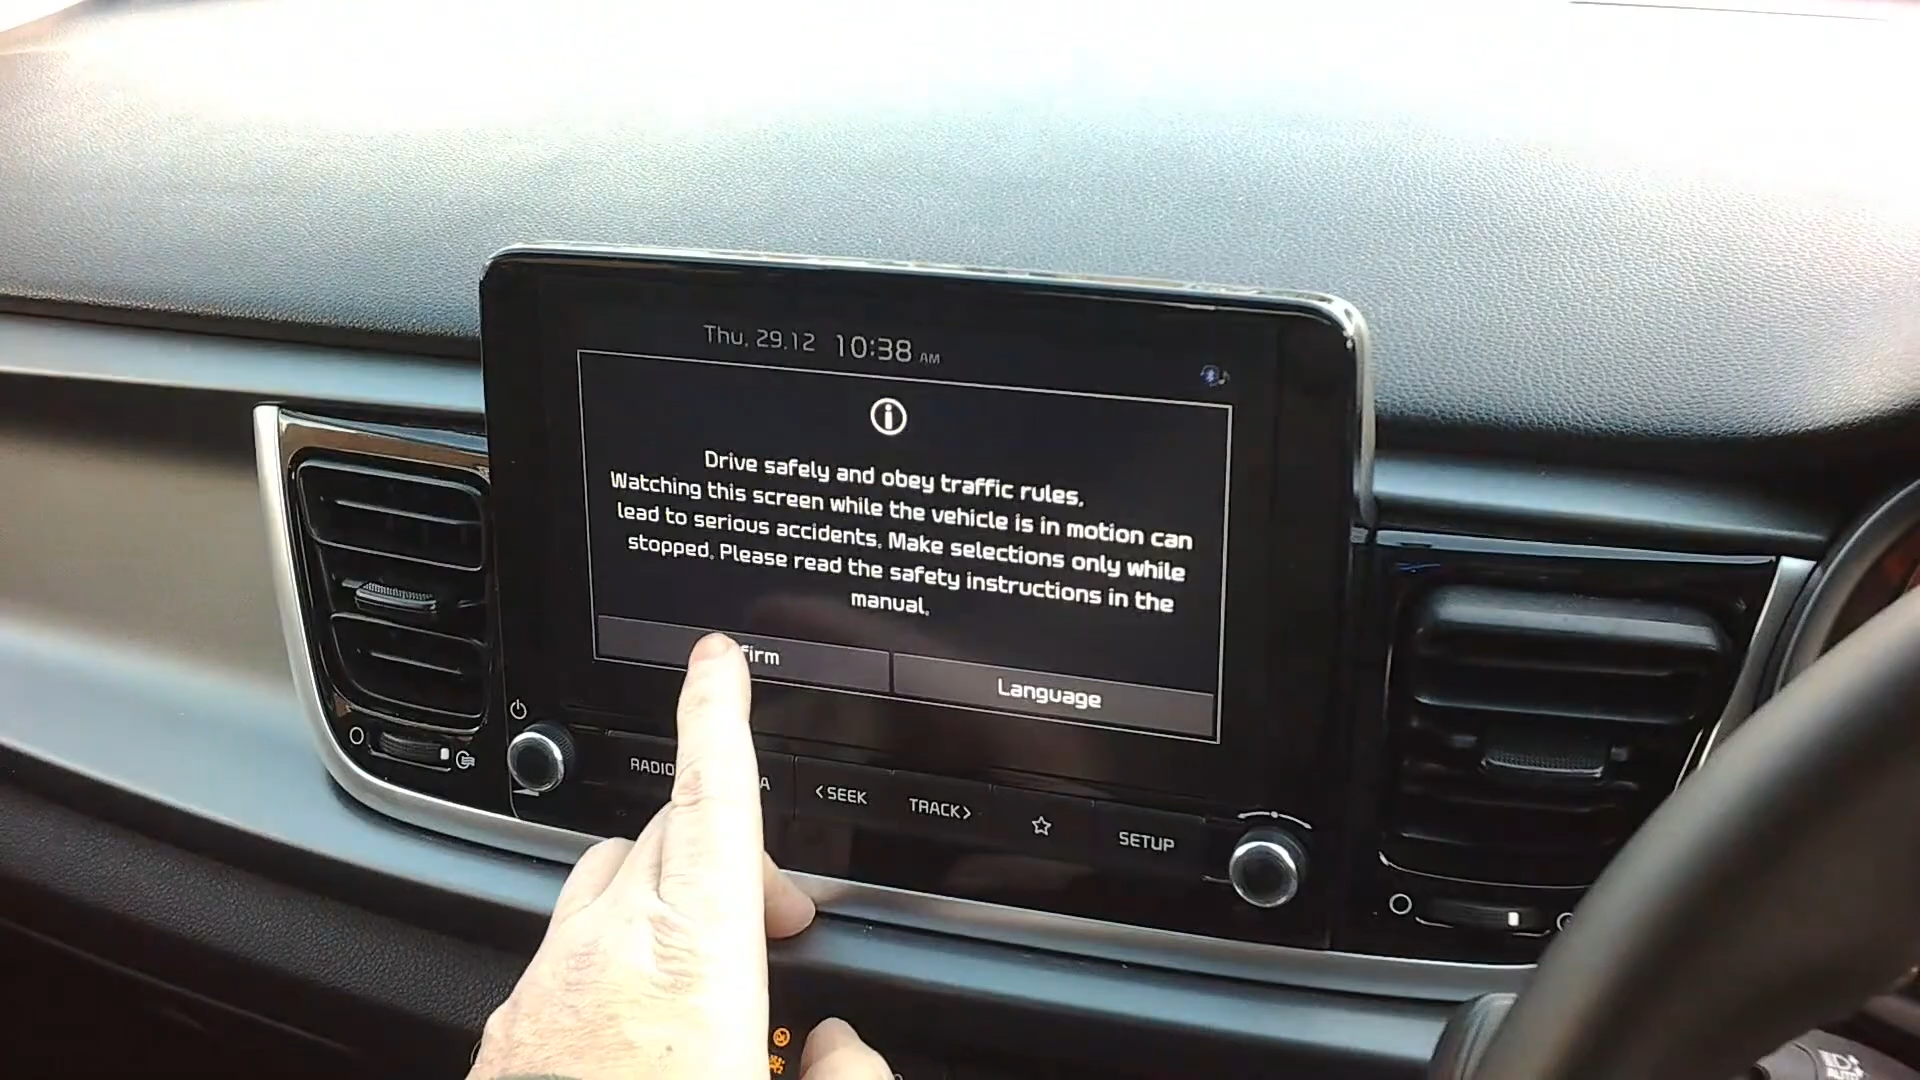 Thu, 29.12 10:38 AM
Drive safely and obey traffic rules.
Watching this screen while the vehicle is in motion can
lead to serious accidents. Make selections only while
stopped. Please read the safety instructions in the
manual.
firm
Language
RADIO A <SEEK TRACK> SETUP
AUTO